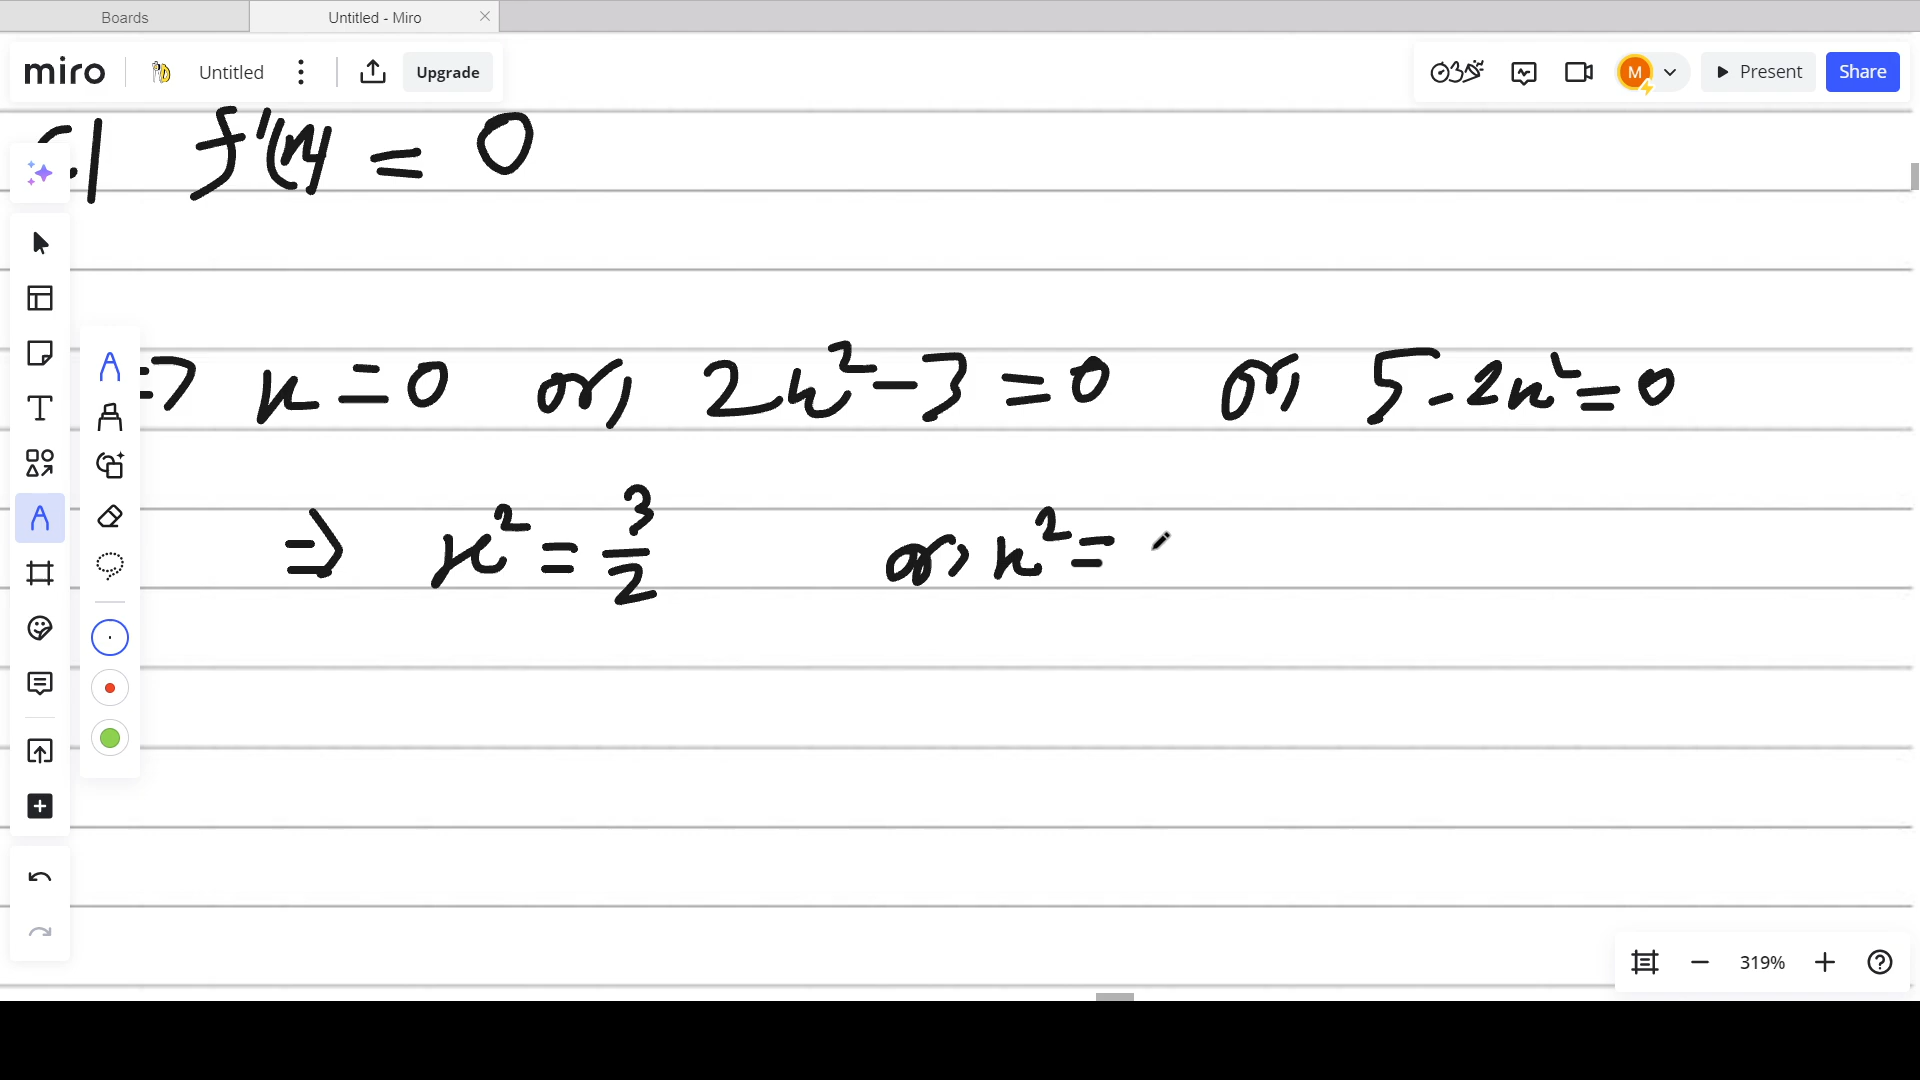 Boards Untitled - Miro
miro Untitled Upgrade M Present Share
f'(x) = 0
=> x = 0 or, 2x² - 3 = 0 or, 5 - 2x² = 0
=> x² = 3/2 or, x² =
319%